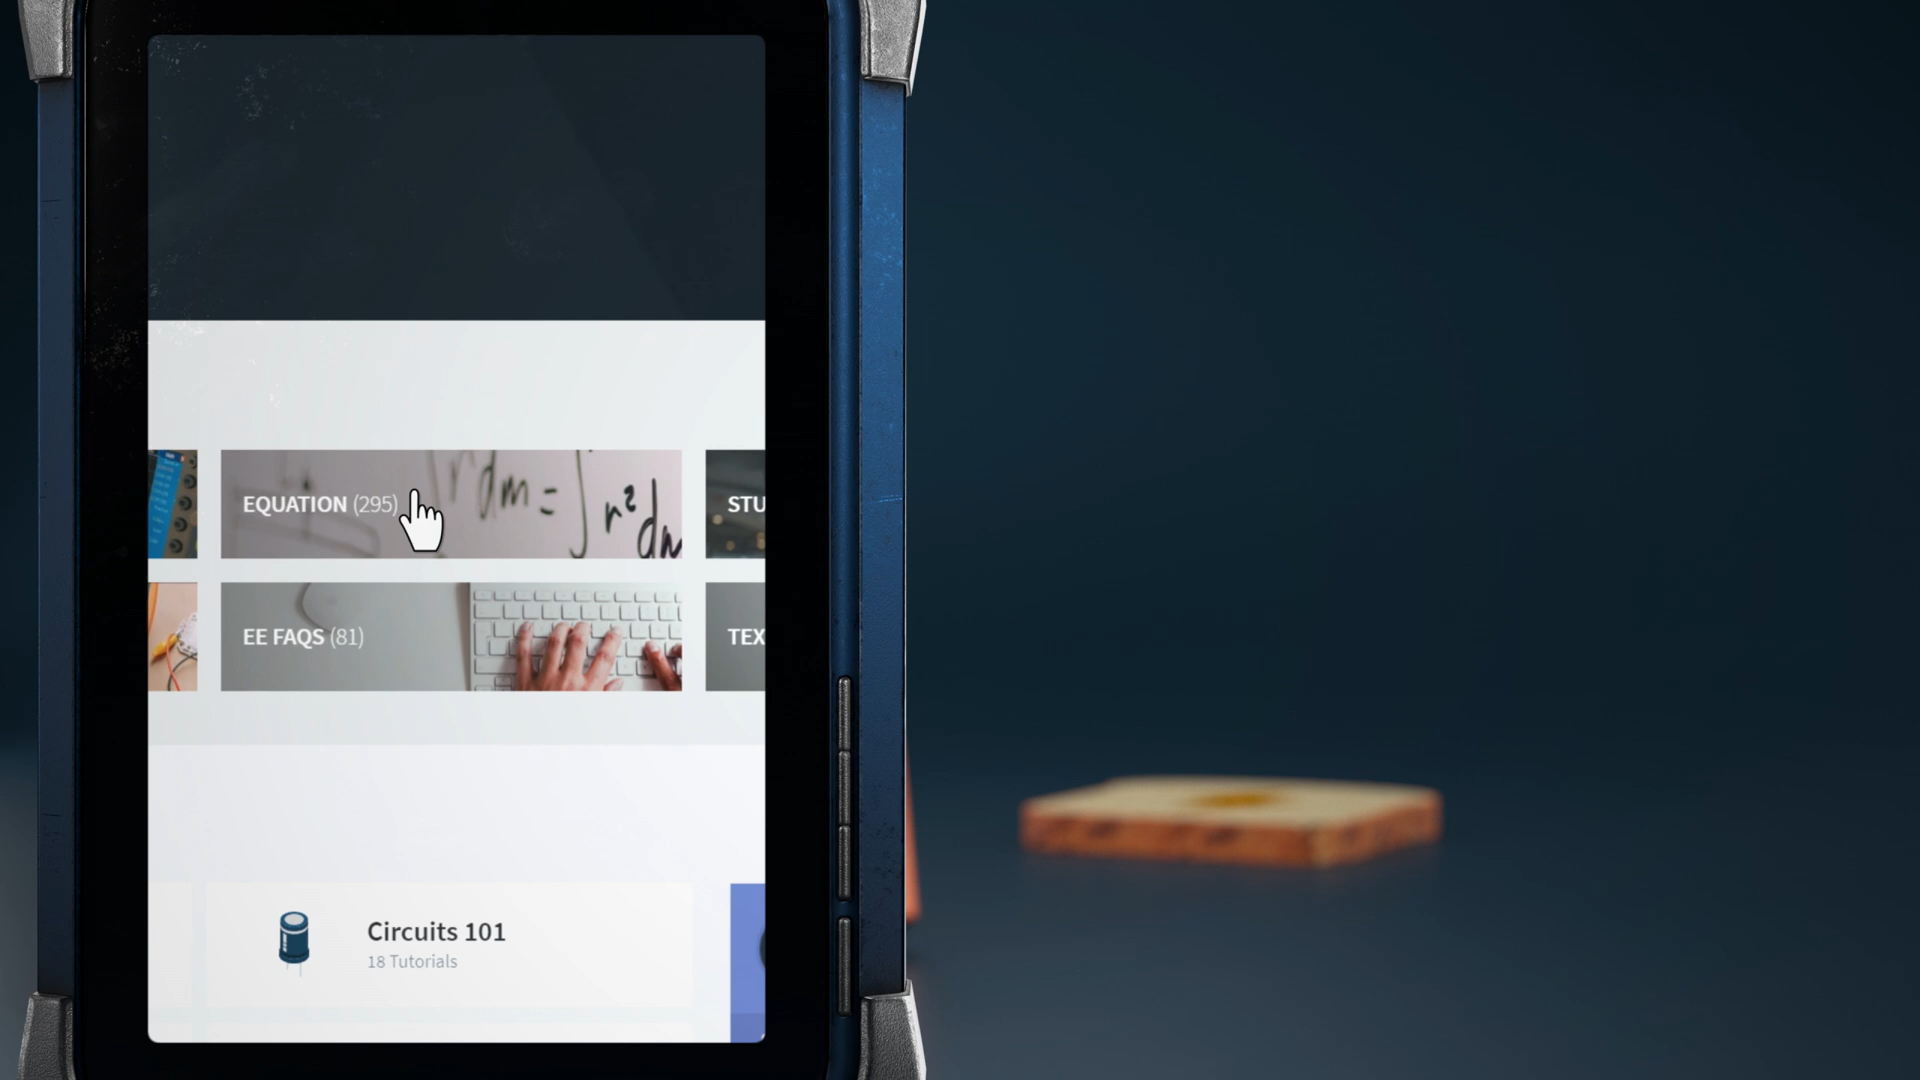 EQUATION (295)
STU
EE FAQS (81)
TEX
Circuits 101
18 Tutorials